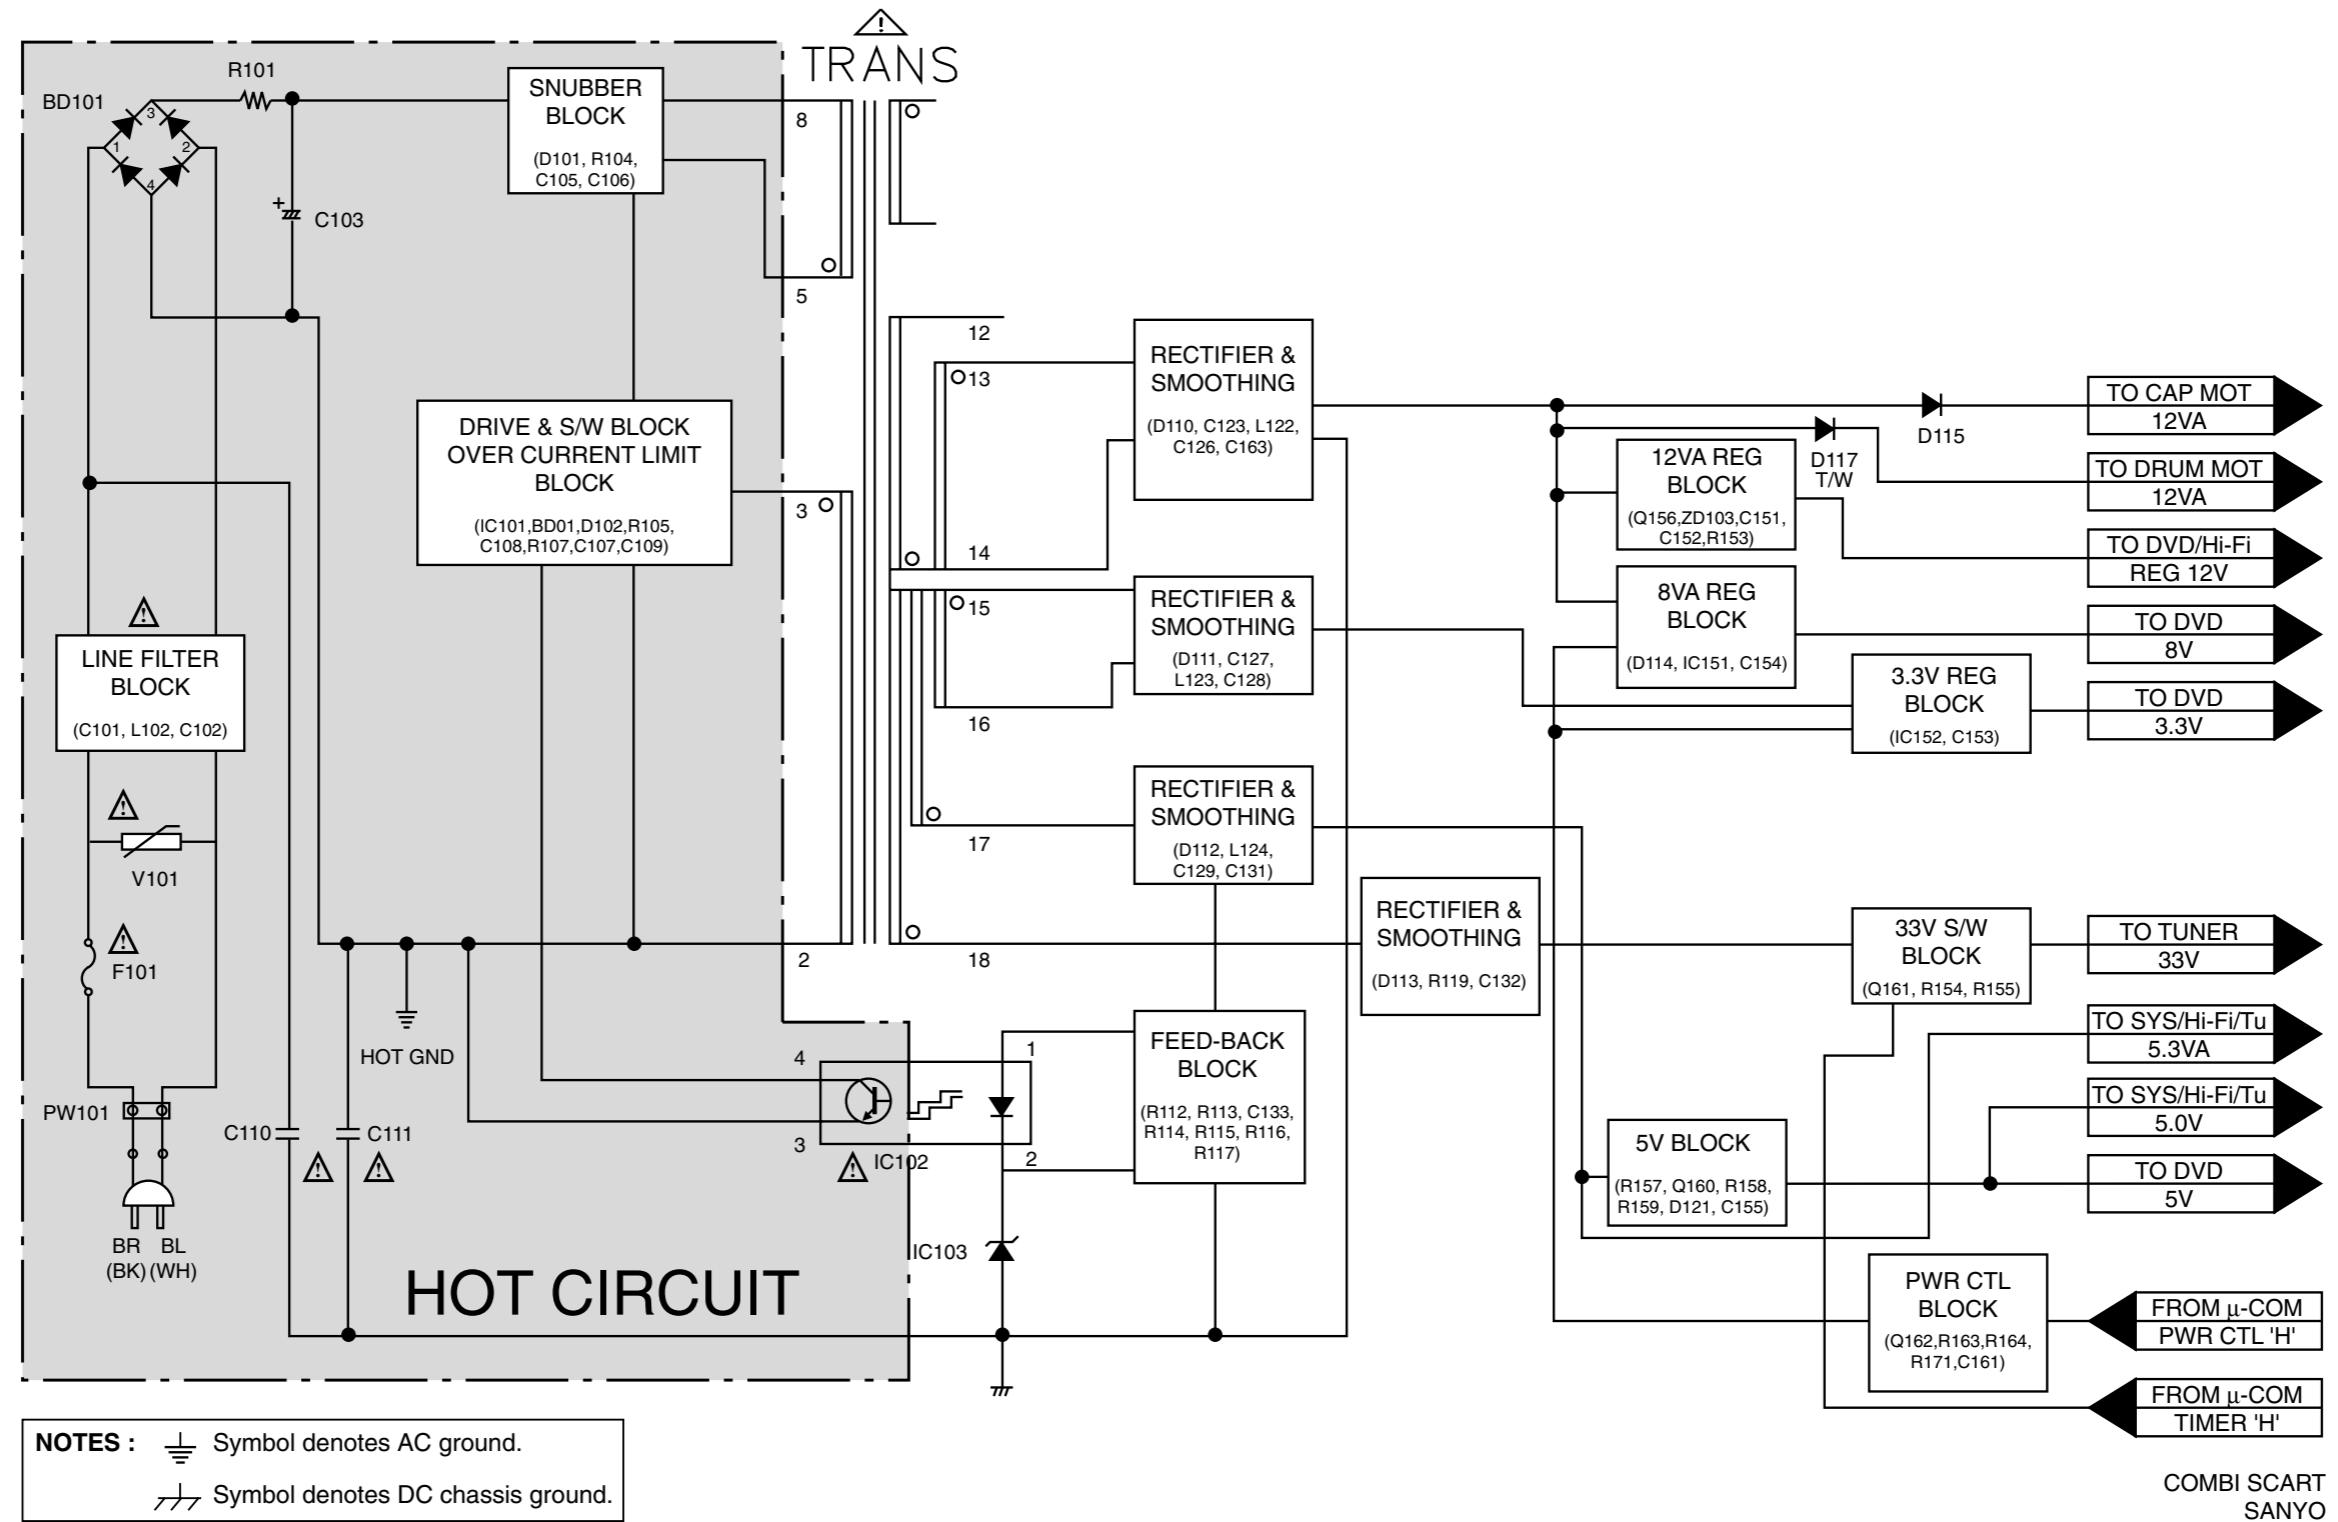 TRANS
R101
BD101
3
1
2
4
+
C103
SNUBBER
BLOCK
(D101, R104,
C105, C106)
8
5
12
13
14
15
16
17
18
3
2
DRIVE & S/W BLOCK
OVER CURRENT LIMIT
BLOCK
(IC101,BD01,D102,R105,
C108,R107,C107,C109)
LINE FILTER
BLOCK
(C101, L102, C102)
V101
F101
PW101
BR BL
(BK) (WH)
C110
C111
HOT GND
HOT CIRCUIT
4
3
IC102
1
2
IC103
RECTIFIER &
SMOOTHING
(D110, C123, L122,
C126, C163)
RECTIFIER &
SMOOTHING
(D111, C127,
L123, C128)
RECTIFIER &
SMOOTHING
(D112, L124,
C129, C131)
RECTIFIER &
SMOOTHING
(D113, R119, C132)
FEED-BACK
BLOCK
(R112, R113, C133,
R114, R115, R116,
R117)
D115
D117
T/W
12VA REG
BLOCK
(Q156,ZD103,C151,
C152,R153)
8VA REG
BLOCK
(D114, IC151, C154)
3.3V REG
BLOCK
(IC152, C153)
33V S/W
BLOCK
(Q161, R154, R155)
5V BLOCK
(R157, Q160, R158,
R159, D121, C155)
PWR CTL
BLOCK
(Q162,R163,R164,
R171,C161)
TO CAP MOT
12VA
TO DRUM MOT
12VA
TO DVD/Hi-Fi
REG 12V
TO DVD
8V
TO DVD
3.3V
TO TUNER
33V
TO SYS/Hi-Fi/Tu
5.3VA
TO SYS/Hi-Fi/Tu
5.0V
TO DVD
5V
FROM µ-COM
PWR CTL 'H'
FROM µ-COM
TIMER 'H'
NOTES : Symbol denotes AC ground.
Symbol denotes DC chassis ground.
COMBI SCART
SANYO